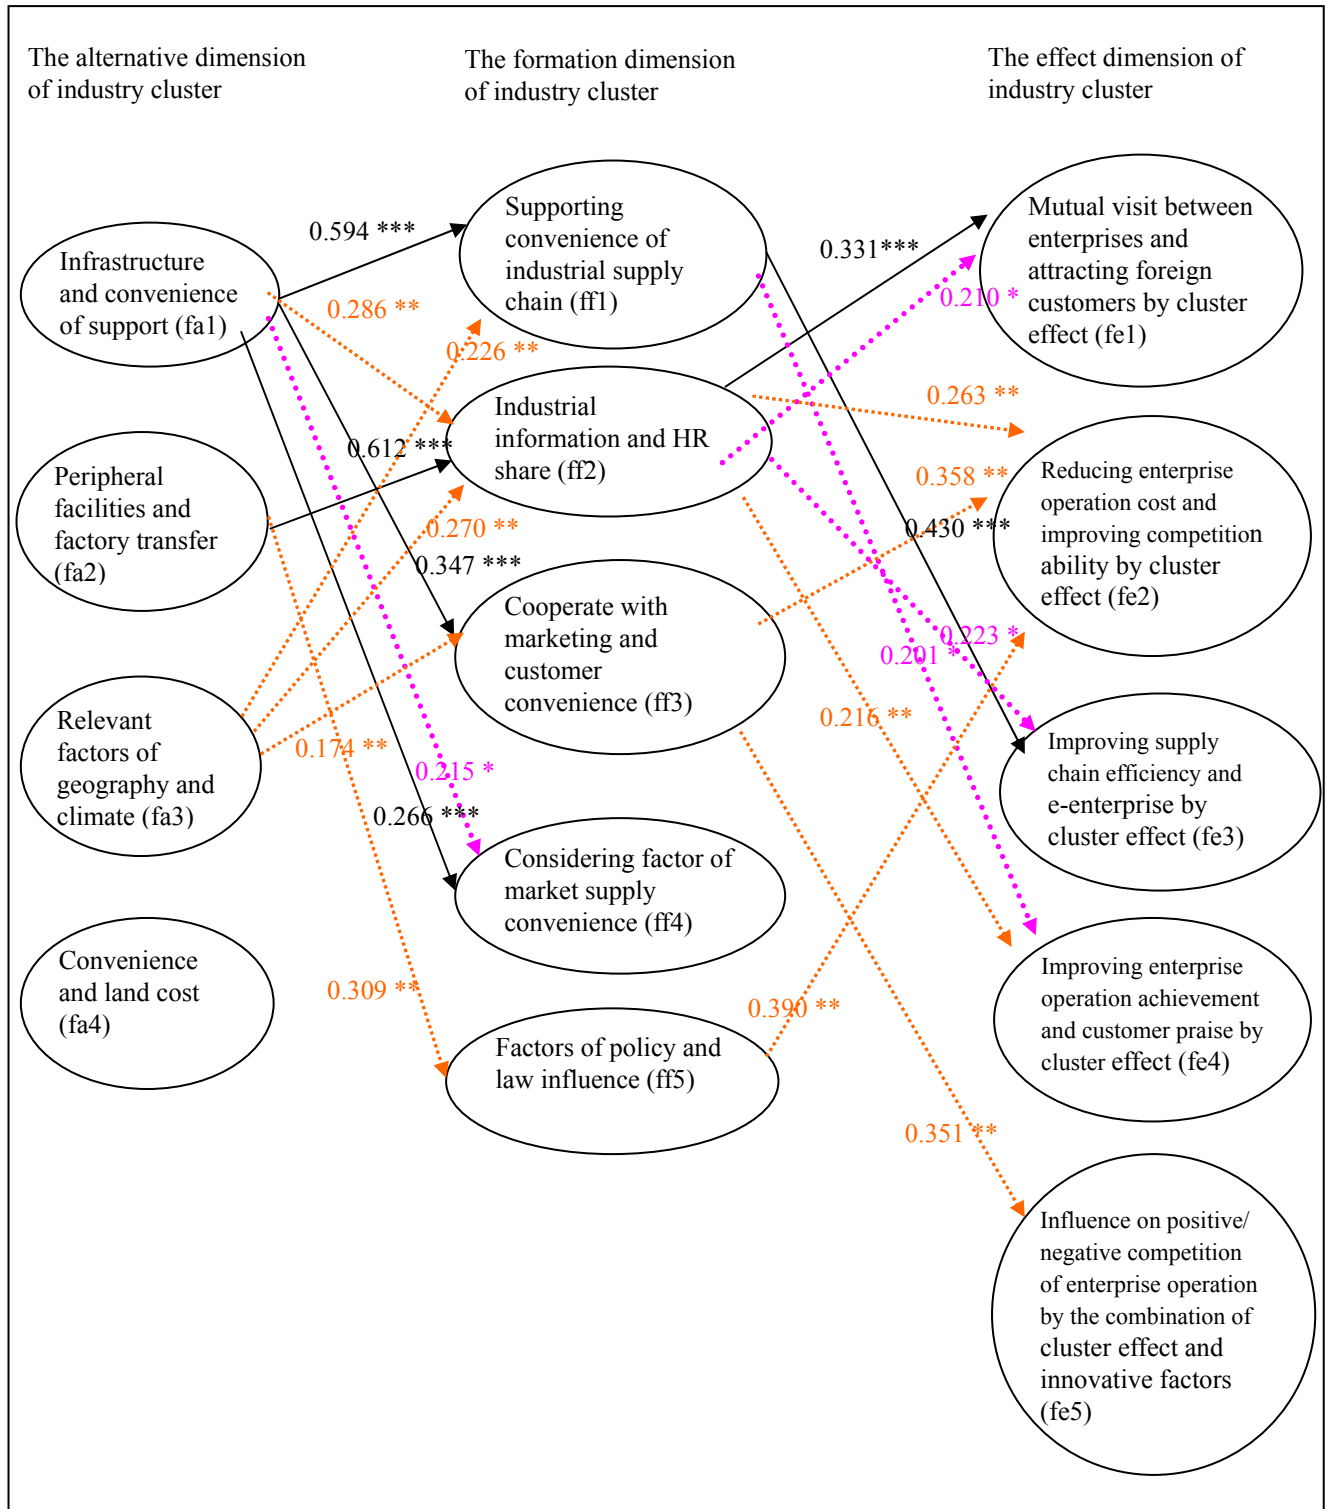 The alternative dimension
of industry cluster
The formation dimension
of industry cluster
The effect dimension of
industry cluster
Infrastructure
and convenience
of support (fa1)
Peripheral
facilities and
factory transfer
(fa2)
Relevant
factors of
geography and
climate (fa3)
Convenience
and land cost
(fa4)
0.594 ***
0.286 **
0.226 **
0.612 ***
0.270 **
0.347 ***
0.174 **
0.215 *
0.266 ***
0.309 **
Supporting
convenience of
industrial supply
chain (ff1)
Industrial
information and HR
share (ff2)
Cooperate with
marketing and
customer
convenience (ff3)
Considering factor of
market supply
convenience (ff4)
Factors of policy and
law influence (ff5)
0.331***
0.210 *
0.263 **
0.358 **
0.430 ***
0.223 *
0.201 *
0.216 **
0.390 **
0.351 **
Mutual visit between
enterprises and
attracting foreign
customers by cluster
effect (fe1)
Reducing enterprise
operation cost and
improving competition
ability by cluster
effect (fe2)
Improving supply
chain efficiency and
e-enterprise by
cluster effect (fe3)
Improving enterprise
operation achievement
and customer praise by
cluster effect (fe4)
Influence on positive/
negative competition
of enterprise operation
by the combination of
cluster effect and
innovative factors
(fe5)